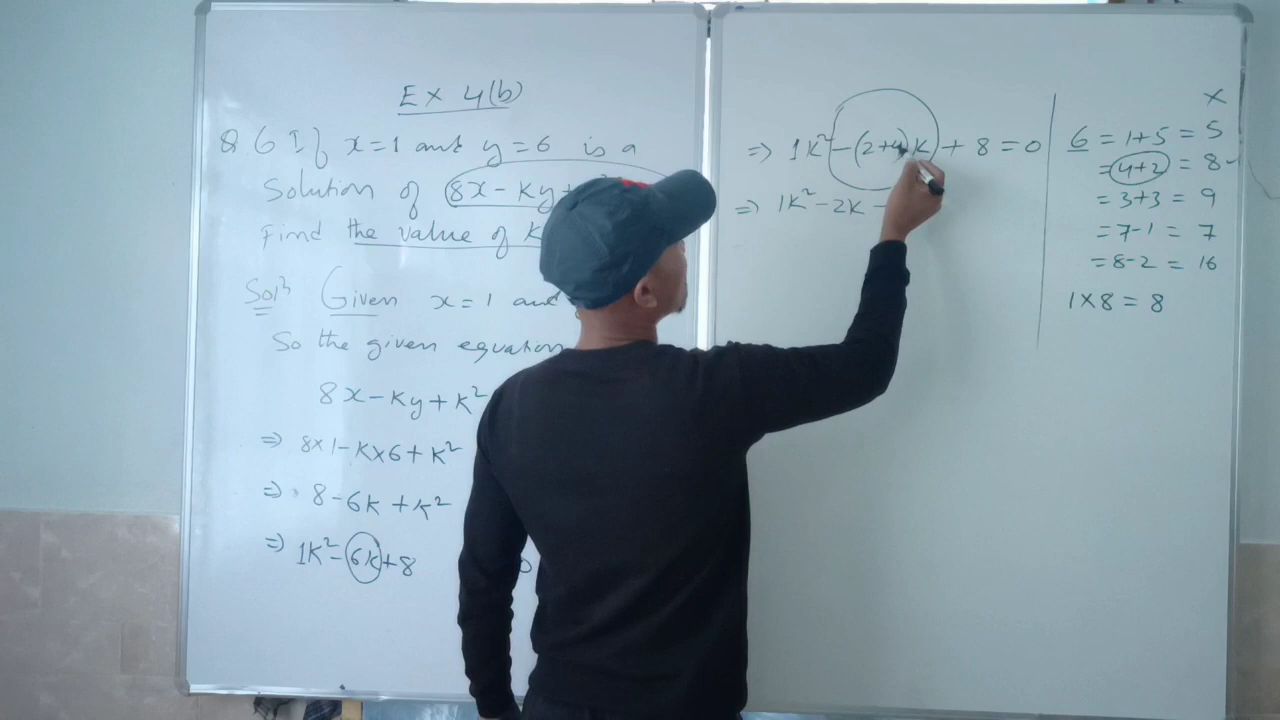 Ex 4(b)
Q 6 If x=1 and y=6 is a
Solution of 8x-ky+
Find the value of K
Solⁿ Given x=1 and
So the given equation
8x-Ky+K²
⇒ 8×1-K×6+K²
⇒ 8-6K+K²
⇒ 1K²-6K+8 0
⇒ 1K²-(2+4)K+8=0
⇒ 1K²-2K-
×
6 = 1+5 = 5
= 4+2 = 8-
= 3+3 = 9
= 7-1 = 7
= 8-2 = 16
1×8 = 8